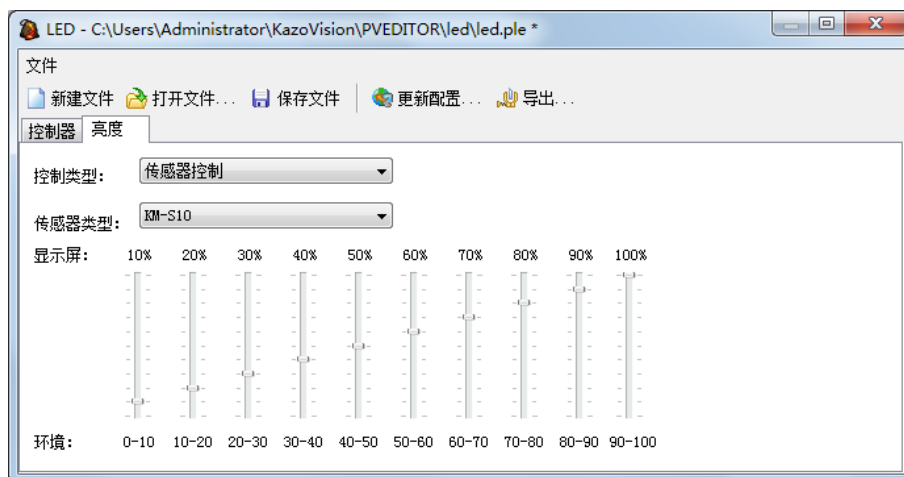 LED - C:\Users\Administrator\KazoVision\PVEDITOR\led\led.ple *
文件
新建文件 打开文件... 保存文件 更新配置... 导出...
控制器 亮度
控制类型: 传感器控制
传感器类型: KM-S10
显示屏: 10% 20% 30% 40% 50% 60% 70% 80% 90% 100%
环境: 0-10 10-20 20-30 30-40 40-50 50-60 60-70 70-80 80-90 90-100